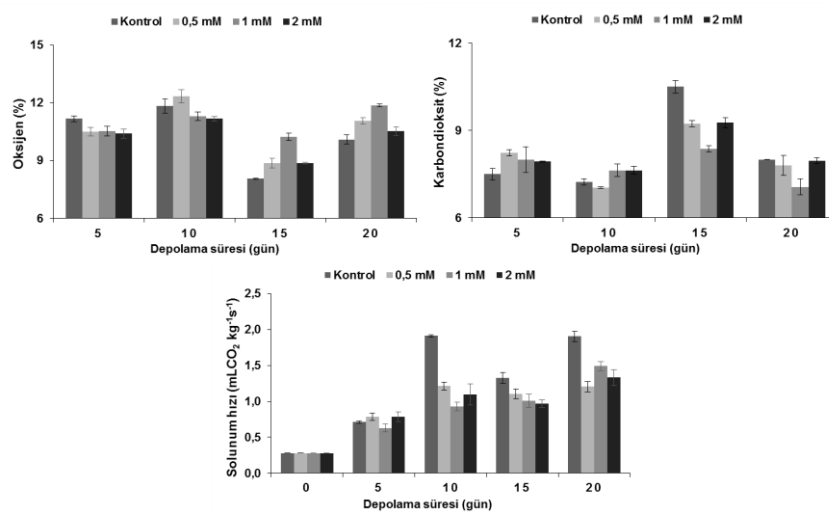 Kontrol 0,5 mM 1 mM 2 mM
15
12
9
6
Oksijen (%)
5 10 15 20
Depolama süresi (gün)
Kontrol 0,5 mM 1 mM 2 mM
12
9
6
Karbondioksit (%)
5 10 15 20
Depolama süresi (gün)
Kontrol 0,5 mM 1 mM 2 mM
2,5
2,0
1,5
1,0
0,5
0,0
Solunum hızı (mLCO₂ kg⁻¹s⁻¹)
0 5 10 15 20
Depolama süresi (gün)